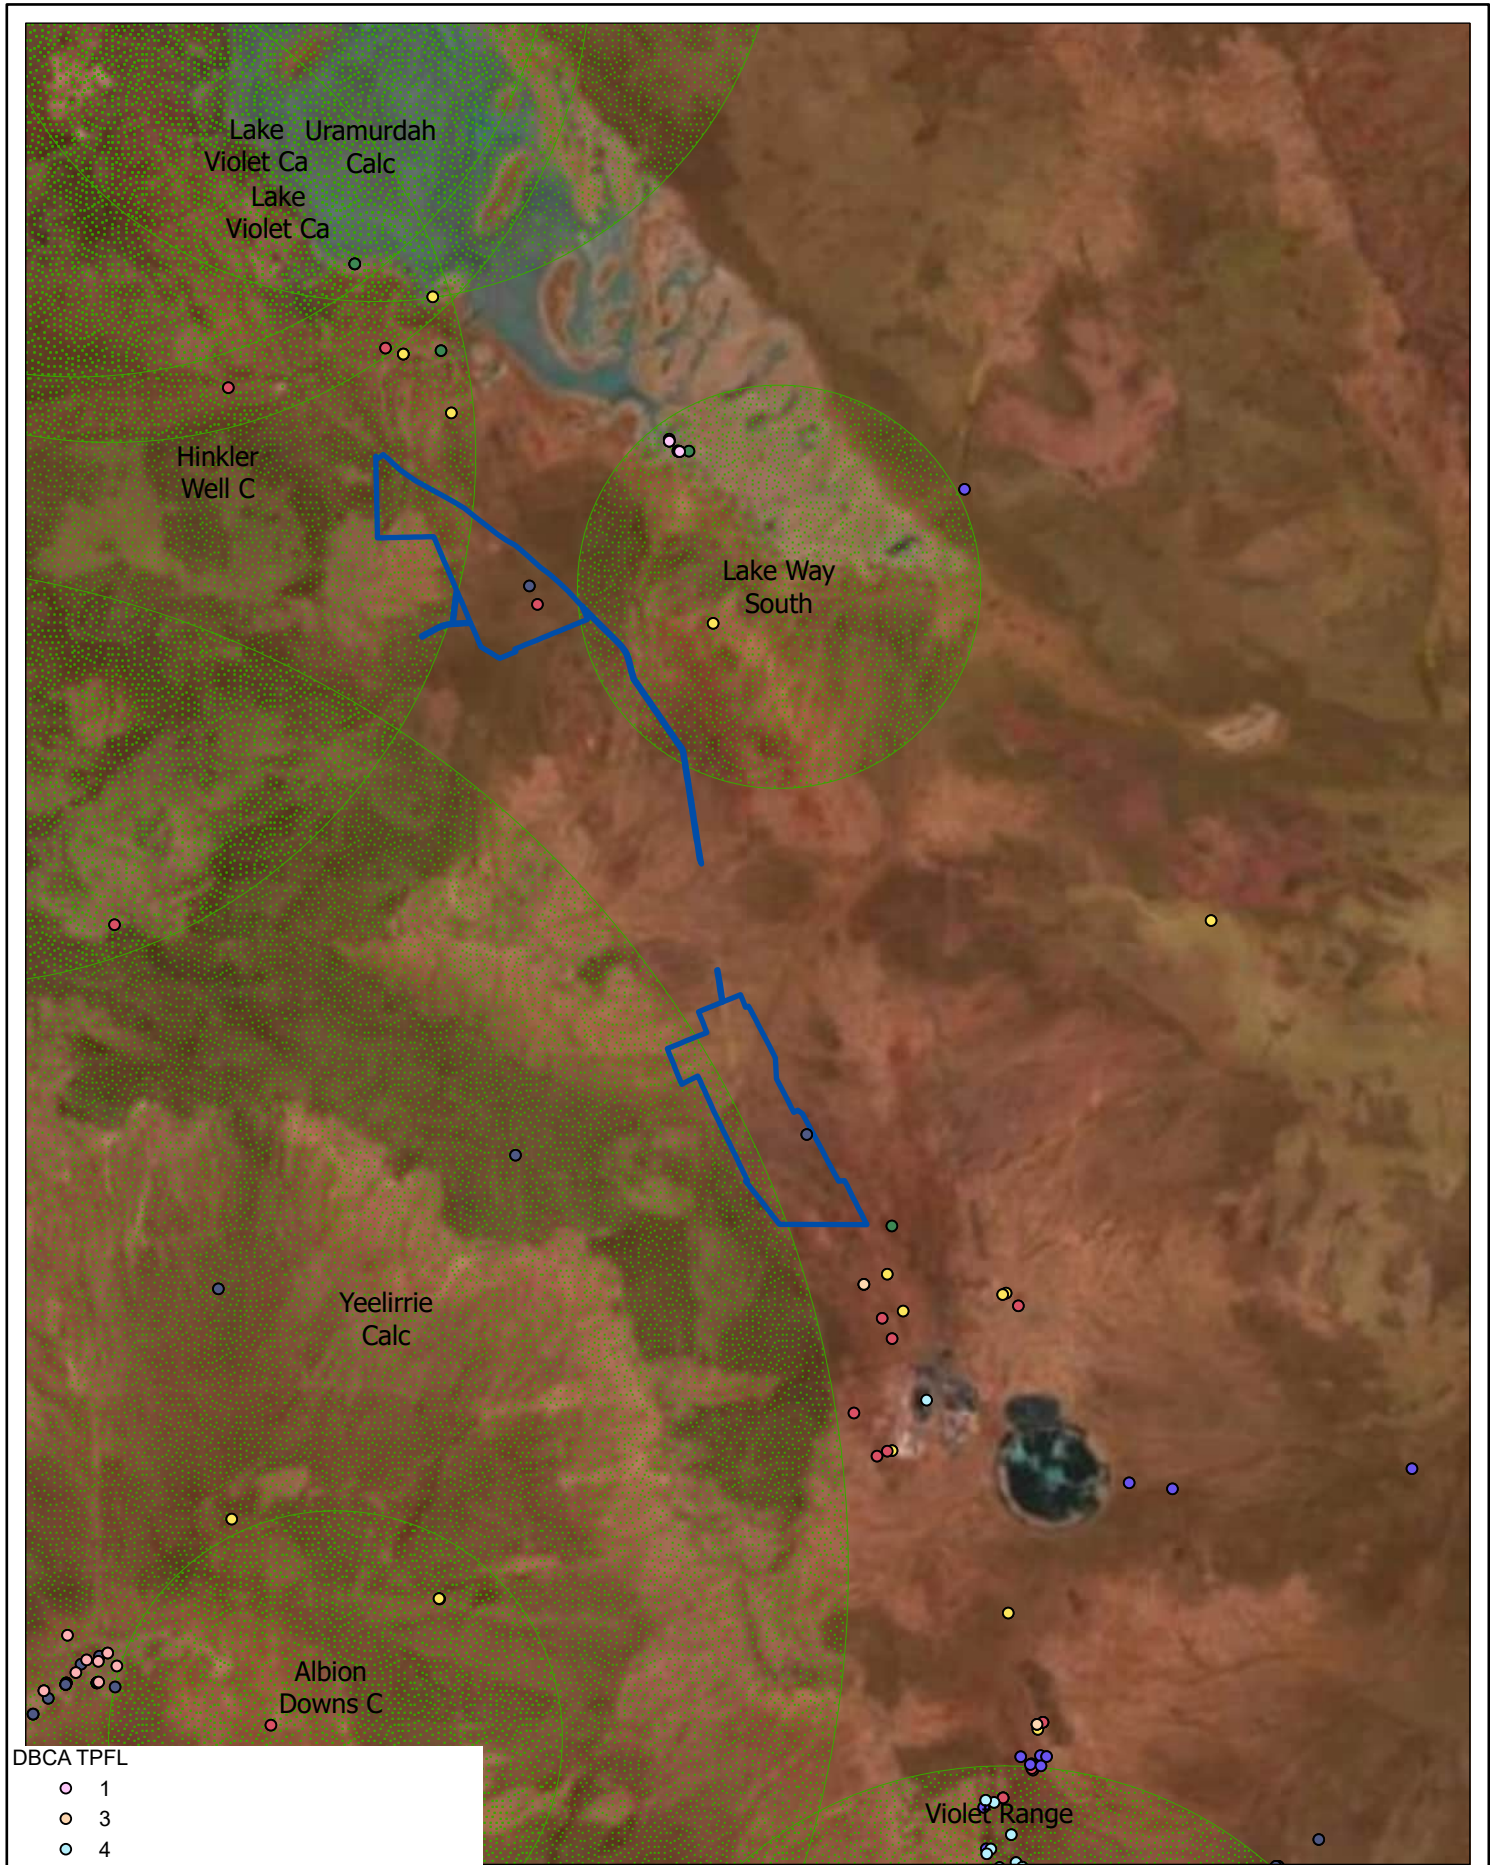 Lake
Violet Ca
Uramurdah
Calc
Lake
Violet Ca
Hinkler
Well C
Lake Way
South
Yeelirrie
Calc
Albion
Downs C
Violet Range
DBCA TPFL
1
3
4